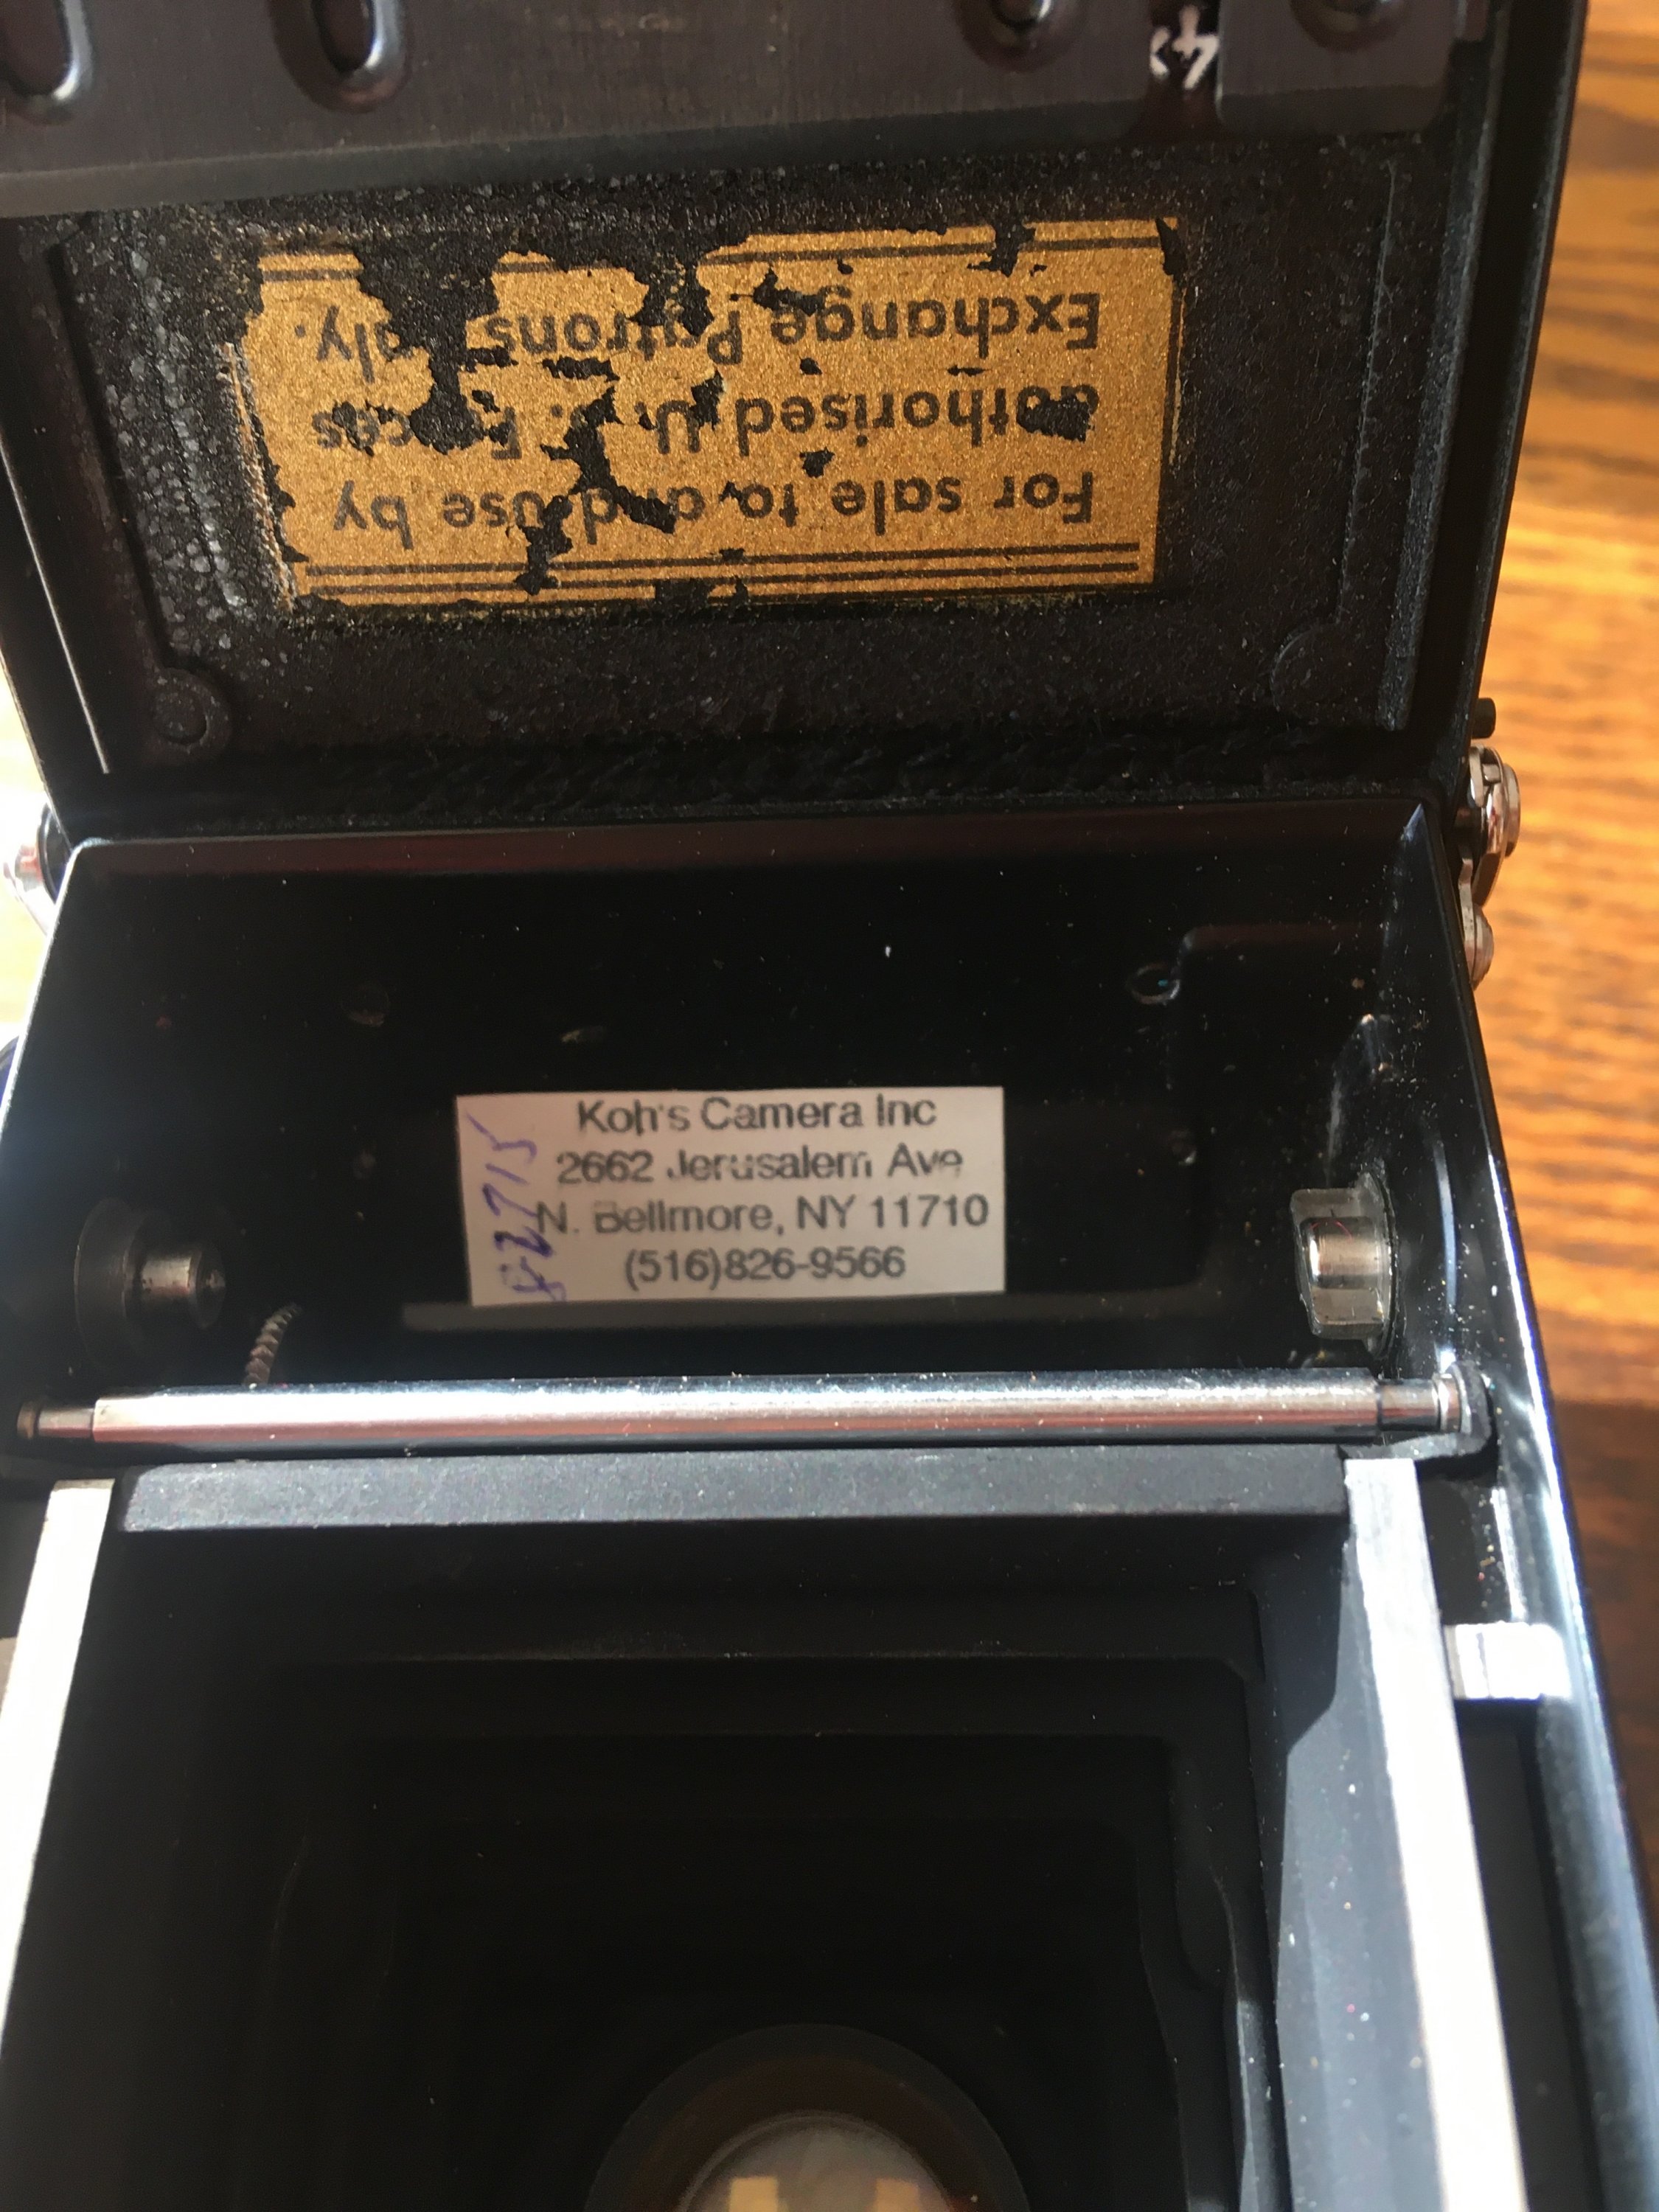 For sale to and use by
authorised U. S. Forces
Exchange Patrons only.
Koh's Camera Inc
2662 Jerusalem Ave
N. Bellmore, NY 11710
(516)826-9566